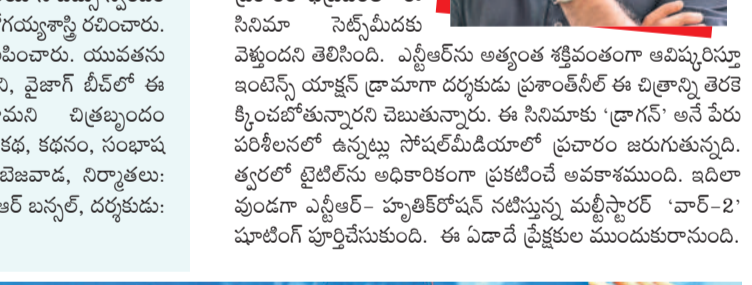 గయ్యశాస్త్రి రచించారు.
పించారు. యువతను
ని, వైజాగ్ బీచ్‌లో ఈ
మని చిత్రబృందం
కథ, కథనం, సంభాష
బెజవాడ, నిర్మాతలు:
ఆర్ బన్సల్, దర్శకుడు:
సినిమా సెట్స్‌మీదకు
వెళ్తుందని తెలిసింది. ఎన్టీఆర్‌ను అత్యంత శక్తివంతంగా ఆవిష్కరిస్తూ
ఇంటెన్స్ యాక్షన్ డ్రామాగా దర్శకుడు ప్రశాంత్‌నీల్ ఈ చిత్రాన్ని తెరకె
క్కించబోతున్నారని చెబుతున్నారు. ఈ సినిమాకు ‘డ్రాగన్’ అనే పేరు
పరిశీలనలో ఉన్నట్లు సోషల్‌మీడియాలో ప్రచారం జరుగుతున్నది.
త్వరలో టైటిల్‌ను అధికారికంగా ప్రకటించే అవకాశముంది. ఇదిలా
వుండగా ఎన్టీఆర్– హృతిక్‌రోషన్ నటిస్తున్న మల్టీస్టారర్ ‘వార్–2’
షూటింగ్ పూర్తిచేసుకుంది. ఈ ఏడాదే ప్రేక్షకుల ముందుకురానుంది.